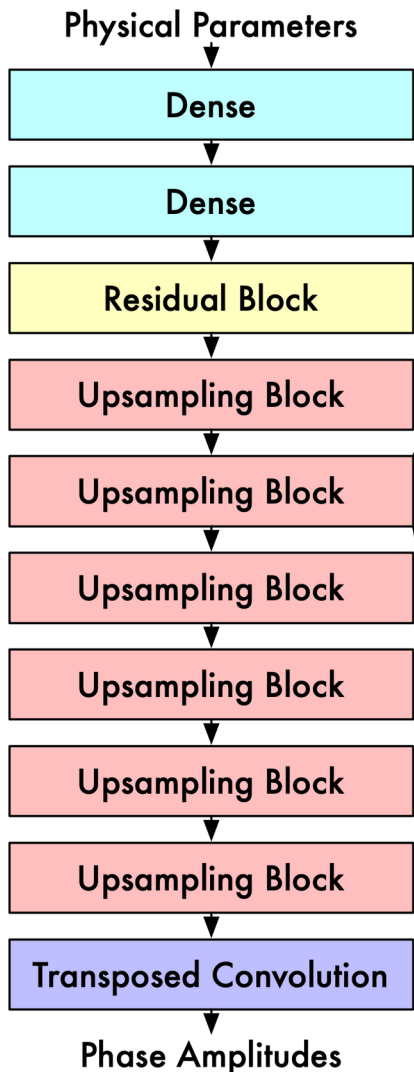 Physical Parameters
Dense
Dense
Residual Block
Upsampling Block
Upsampling Block
Upsampling Block
Upsampling Block
Upsampling Block
Upsampling Block
Transposed Convolution
Phase Amplitudes